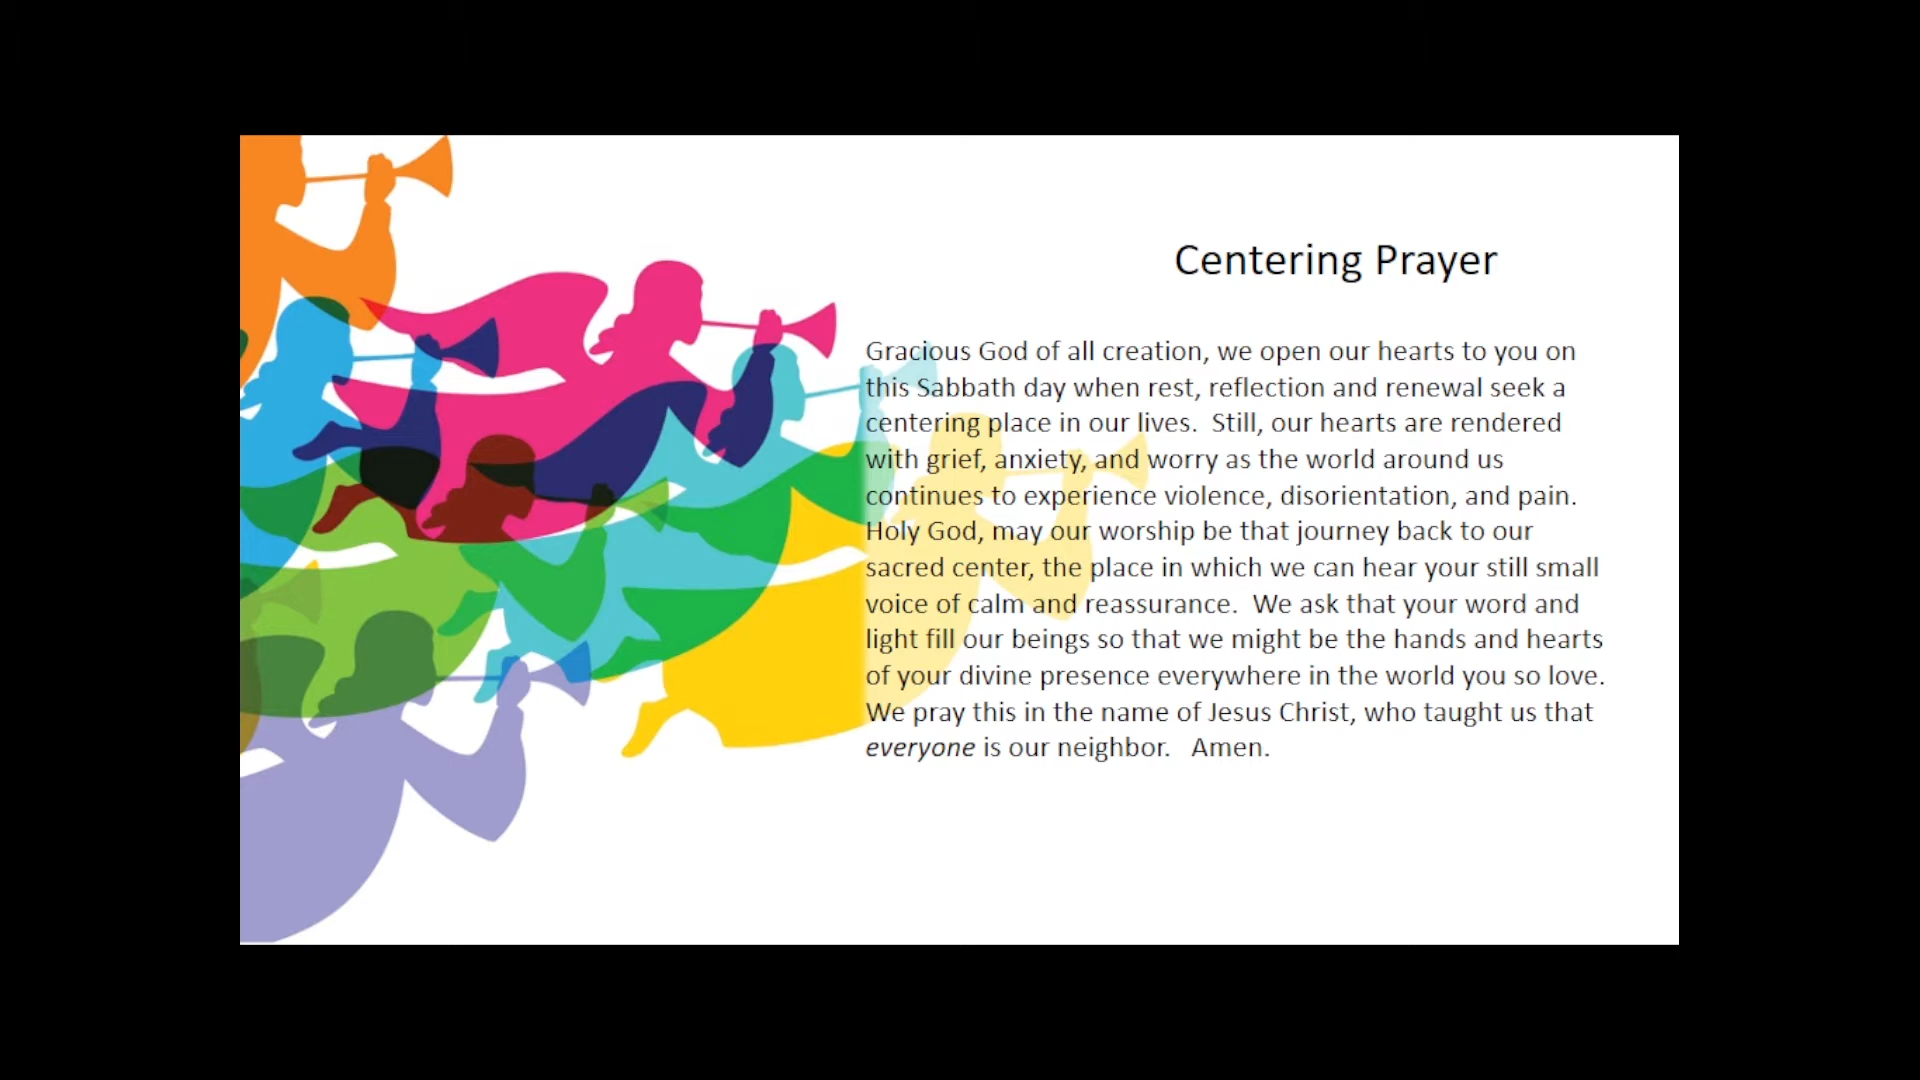 Centering Prayer
Gracious God of all creation, we open our hearts to you on
this Sabbath day when rest, reflection and renewal seek a
centering place in our lives.  Still, our hearts are rendered
with grief, anxiety, and worry as the world around us
continues to experience violence, disorientation, and pain.
Holy God, may our worship be that journey back to our
sacred center, the place in which we can hear your still small
voice of calm and reassurance.  We ask that your word and
light fill our beings so that we might be the hands and hearts
of your divine presence everywhere in the world you so love.
We pray this in the name of Jesus Christ, who taught us that
everyone is our neighbor.   Amen.